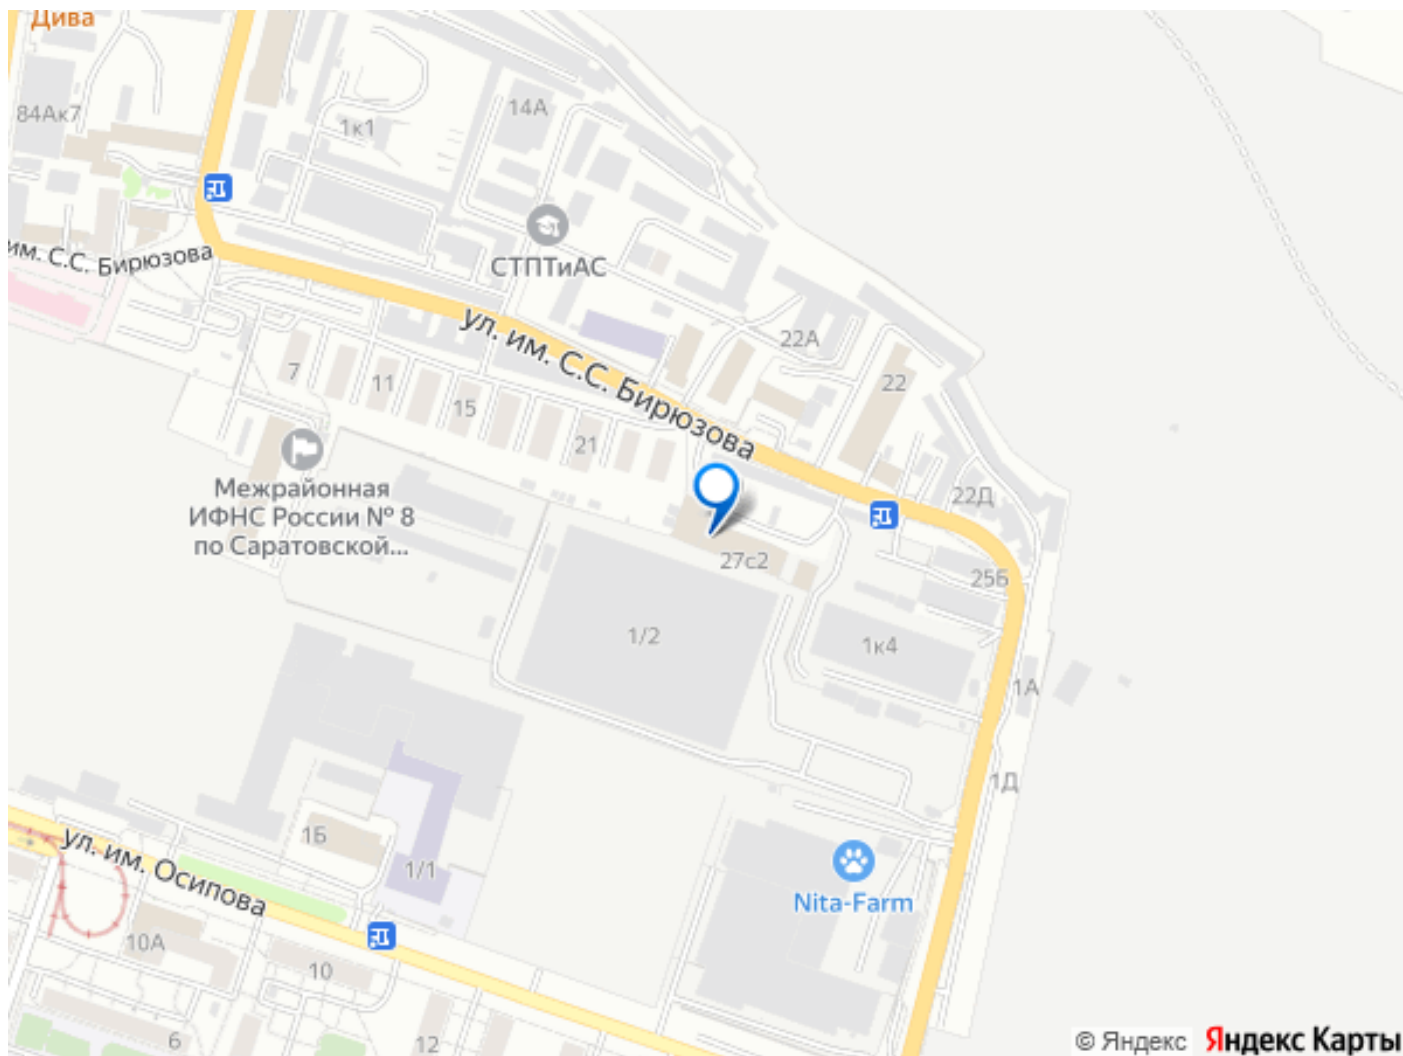 Дива
84Ак7
14А
1к1
СТПТиАС
им. С.С. Бирюзова
ул. им. С.С. Бирюзова
22А
22
7
11
15
21
22Д
Межрайонная
ИФНС России № 8
по Саратовской...
27с2
25Б
1/2
1к4
1А
1Д
1Б
1/1
ул. им. Осипова
Nita-Farm
10А
10
6
12
© Яндекс Яндекс Карты